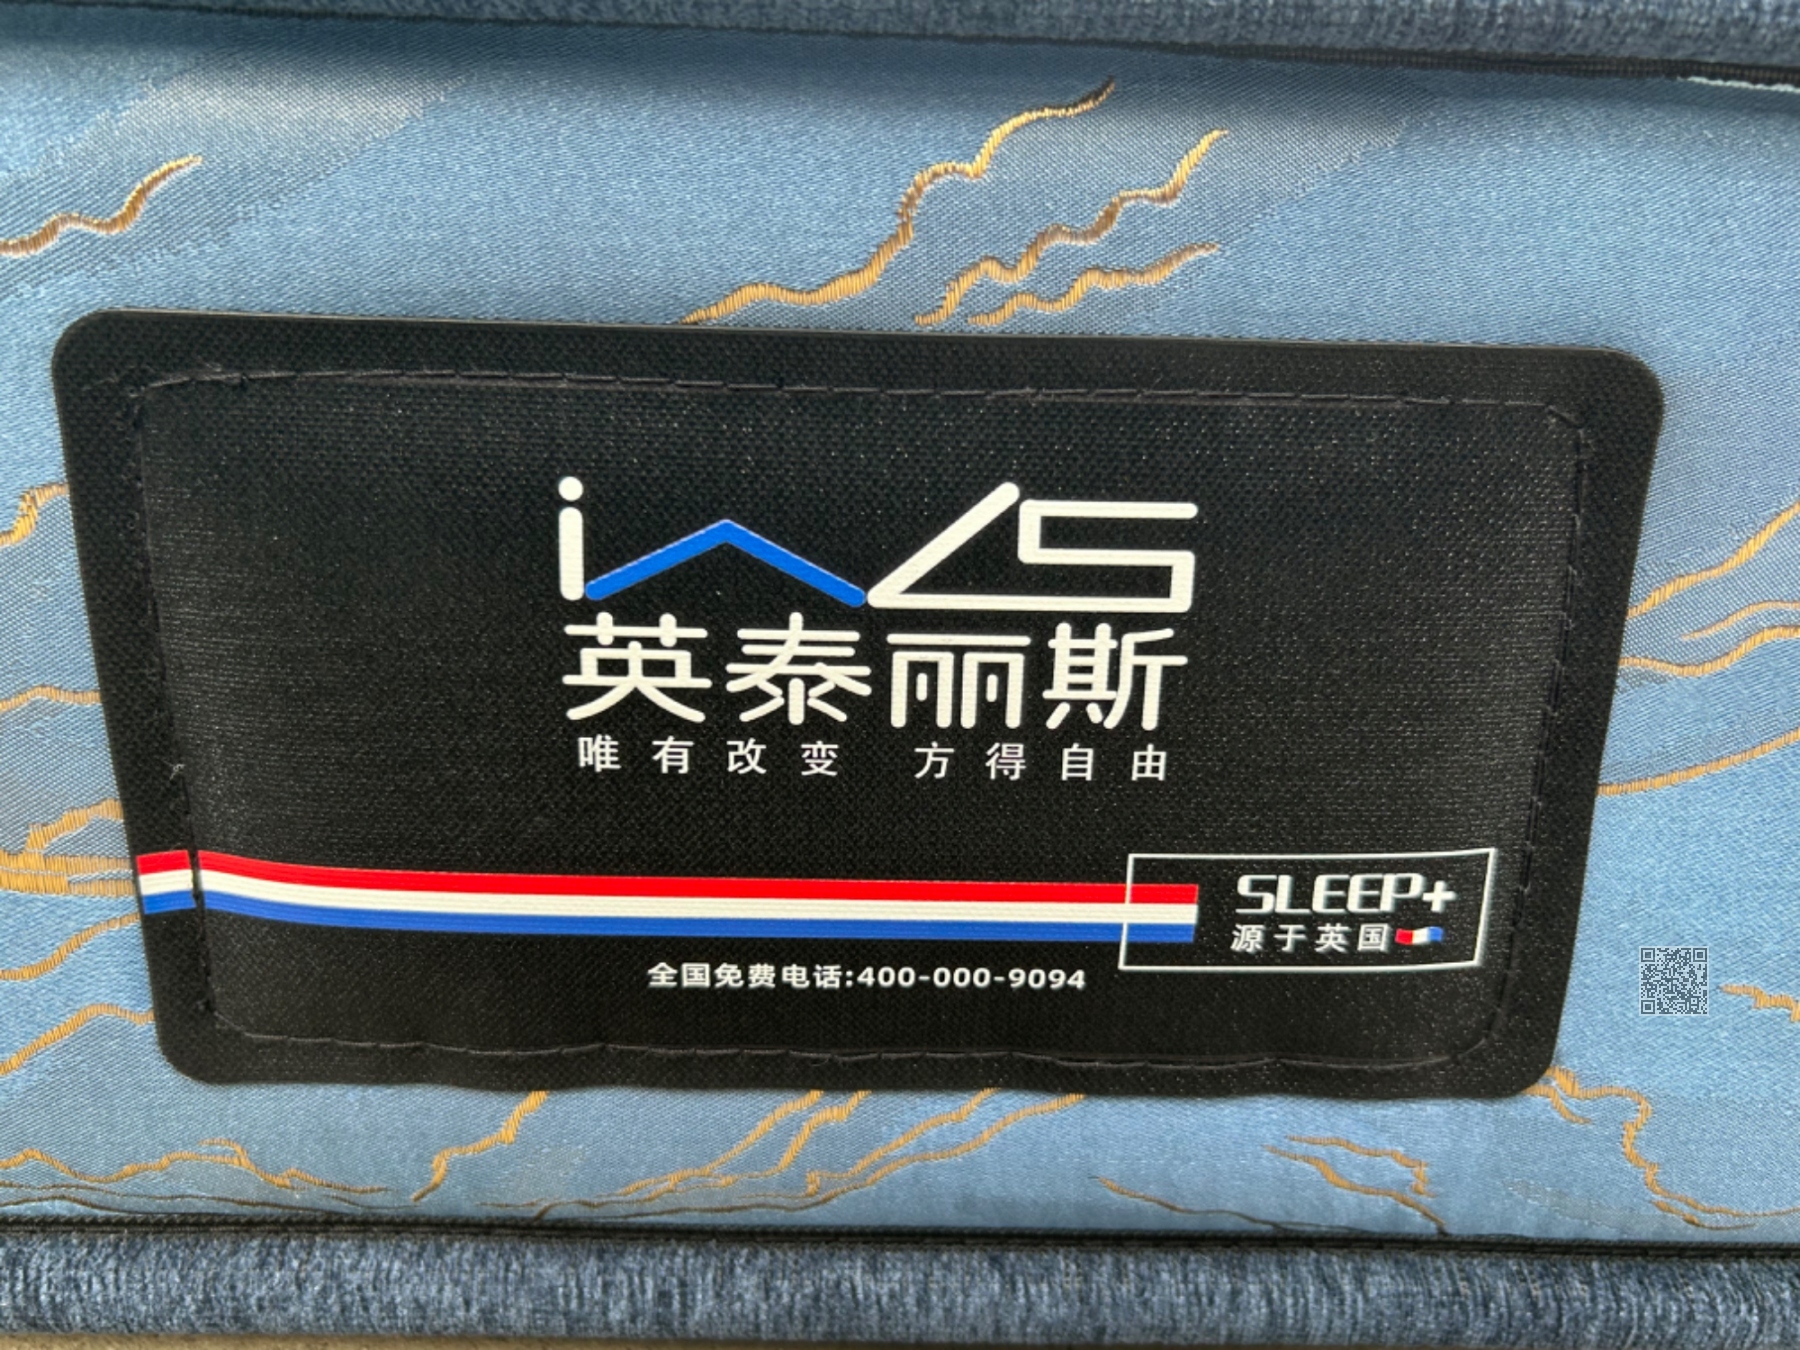 英泰丽斯
唯有改变 方得自由
SLEEP+
源于英国
全国免费电话:400-000-9094